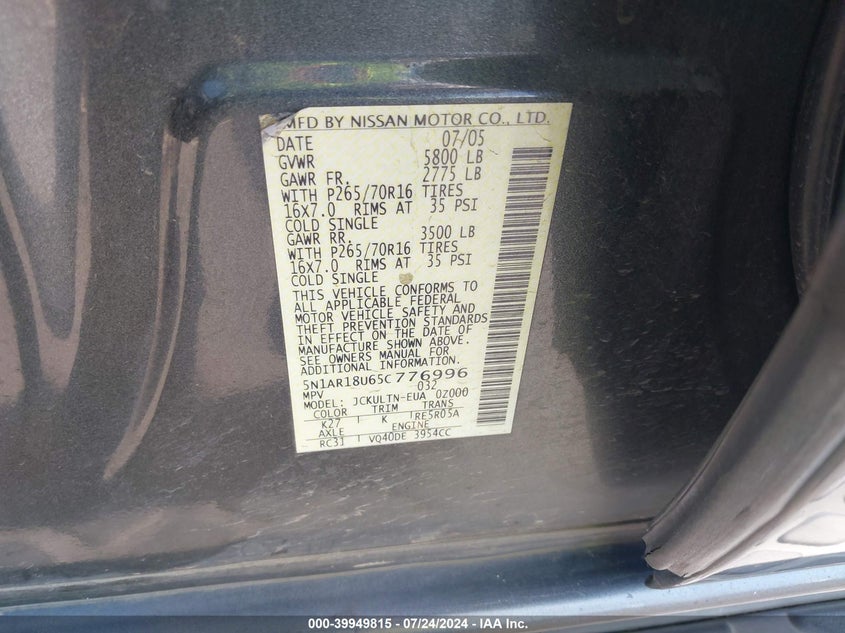 MFD BY NISSAN MOTOR CO., LTD.
DATE 07/05
GVWR 5800 LB
GAWR FR. 2775 LB
WITH P265/70R16 TIRES
16X7.0 RIMS AT 35 PSI
COLD SINGLE
GAWR RR. 3500 LB
WITH P265/70R16 TIRES
16X7.0 RIMS AT 35 PSI
COLD SINGLE
THIS VEHICLE CONFORMS TO
ALL APPLICABLE FEDERAL
MOTOR VEHICLE SAFETY AND
THEFT PREVENTION STANDARDS
IN EFFECT ON THE DATE OF
MANUFACTURE SHOWN ABOVE.
SEE OWNERS MANUAL FOR
ADDITIONAL INFORMATION.
5N1AR18U65C776996
MPV 032
MODEL: JCKULTN-EUA 0Z000
COLOR TRIM TRANS
K27 K RE5R05A
AXLE ENGINE
RC31 VQ40DE 3954CC
000-39949815 / 07/24/2024 / IAA Inc.